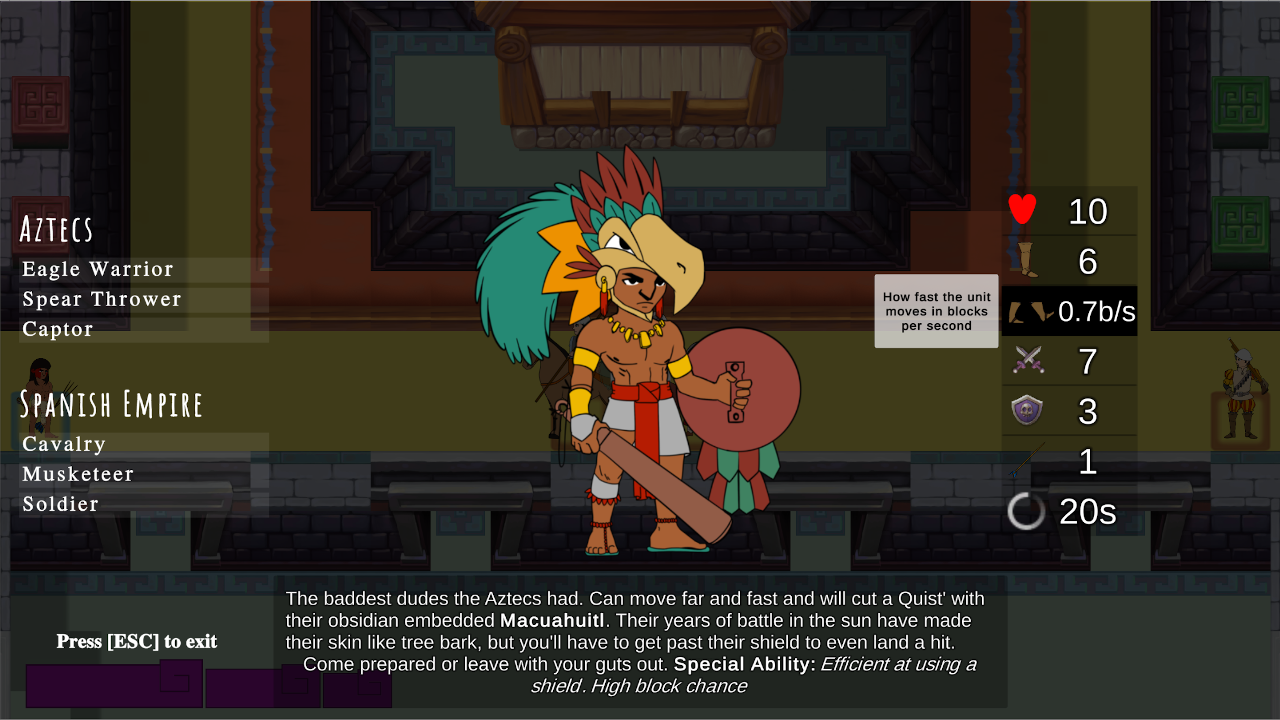 Aztecs
Eagle Warrior
Spear Thrower
Captor
Spanish Empire
Cavalry
Musketeer
Soldier
Press [ESC] to exit
How fast the unit
moves in blocks
per second
10
6
0.7b/s
7
3
1
20s
The baddest dudes the Aztecs had. Can move far and fast and will cut a Quist' with
their obsidian embedded Macuahuitl. Their years of battle in the sun have made
their skin like tree bark, but you'll have to get past their shield to even land a hit.
Come prepared or leave with your guts out. Special Ability: Efficient at using a
shield. High block chance